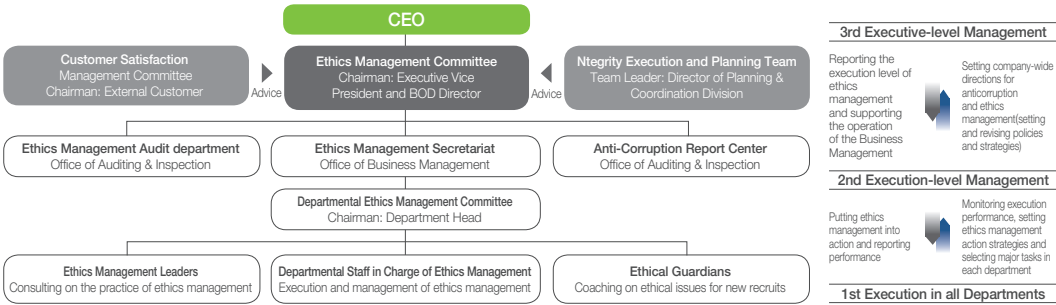 CEO
Customer Satisfaction
Management Committee
Chairman: External Customer
Advice
Ethics Management Committee
Chairman: Executive Vice
President and BOD Director
Advice
Ntegrity Execution and Planning Team
Team Leader: Director of Planning &
Coordination Division
Ethics Management Audit department
Office of Auditing & Inspection
Ethics Management Secretariat
Office of Business Management
Anti-Corruption Report Center
Office of Auditing & Inspection
Departmental Ethics Management Committee
Chairman: Department Head
Ethics Management Leaders
Consulting on the practice of ethics management
Departmental Staff in Charge of Ethics Management
Execution and management of ethics management
Ethical Guardians
Coaching on ethical issues for new recruits
3rd Executive-level Management
Reporting the
execution level of
ethics
management
and supporting
the operation
of the Business
Management
Setting company-wide
directions for
anticorruption
and ethics
management(setting
and revising policies
and strategies)
2nd Execution-level Management
Putting ethics
management into
action and reporting
performance
Monitoring execution
performance, setting
ethics management
action strategies and
selecting major tasks in
each department
1st Execution in all Departments